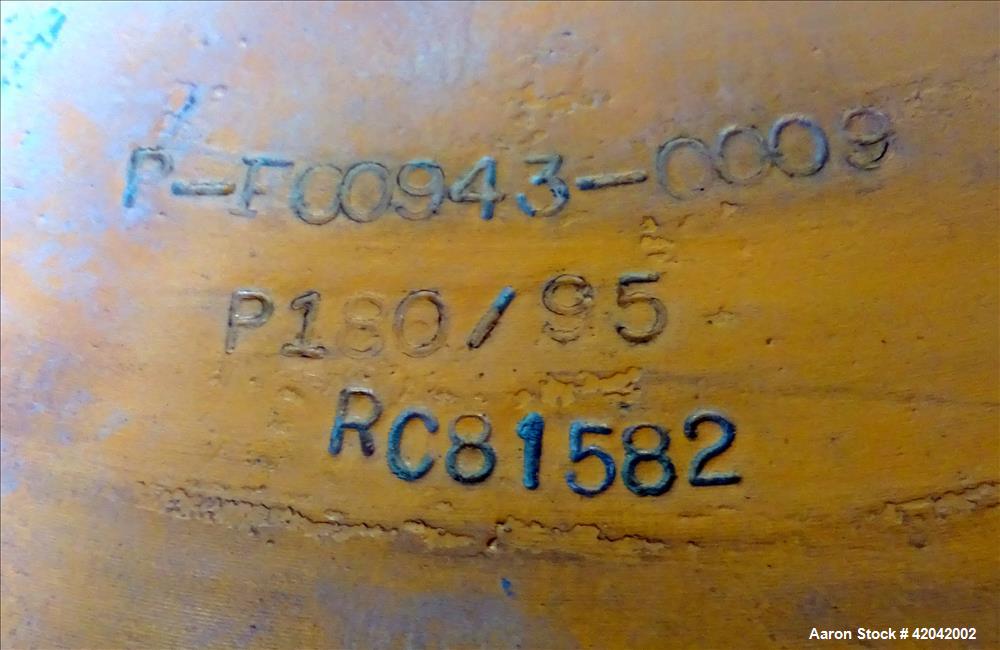 P-F00943-0009
P180/95
RC81582
Aaron Stock # 42042002